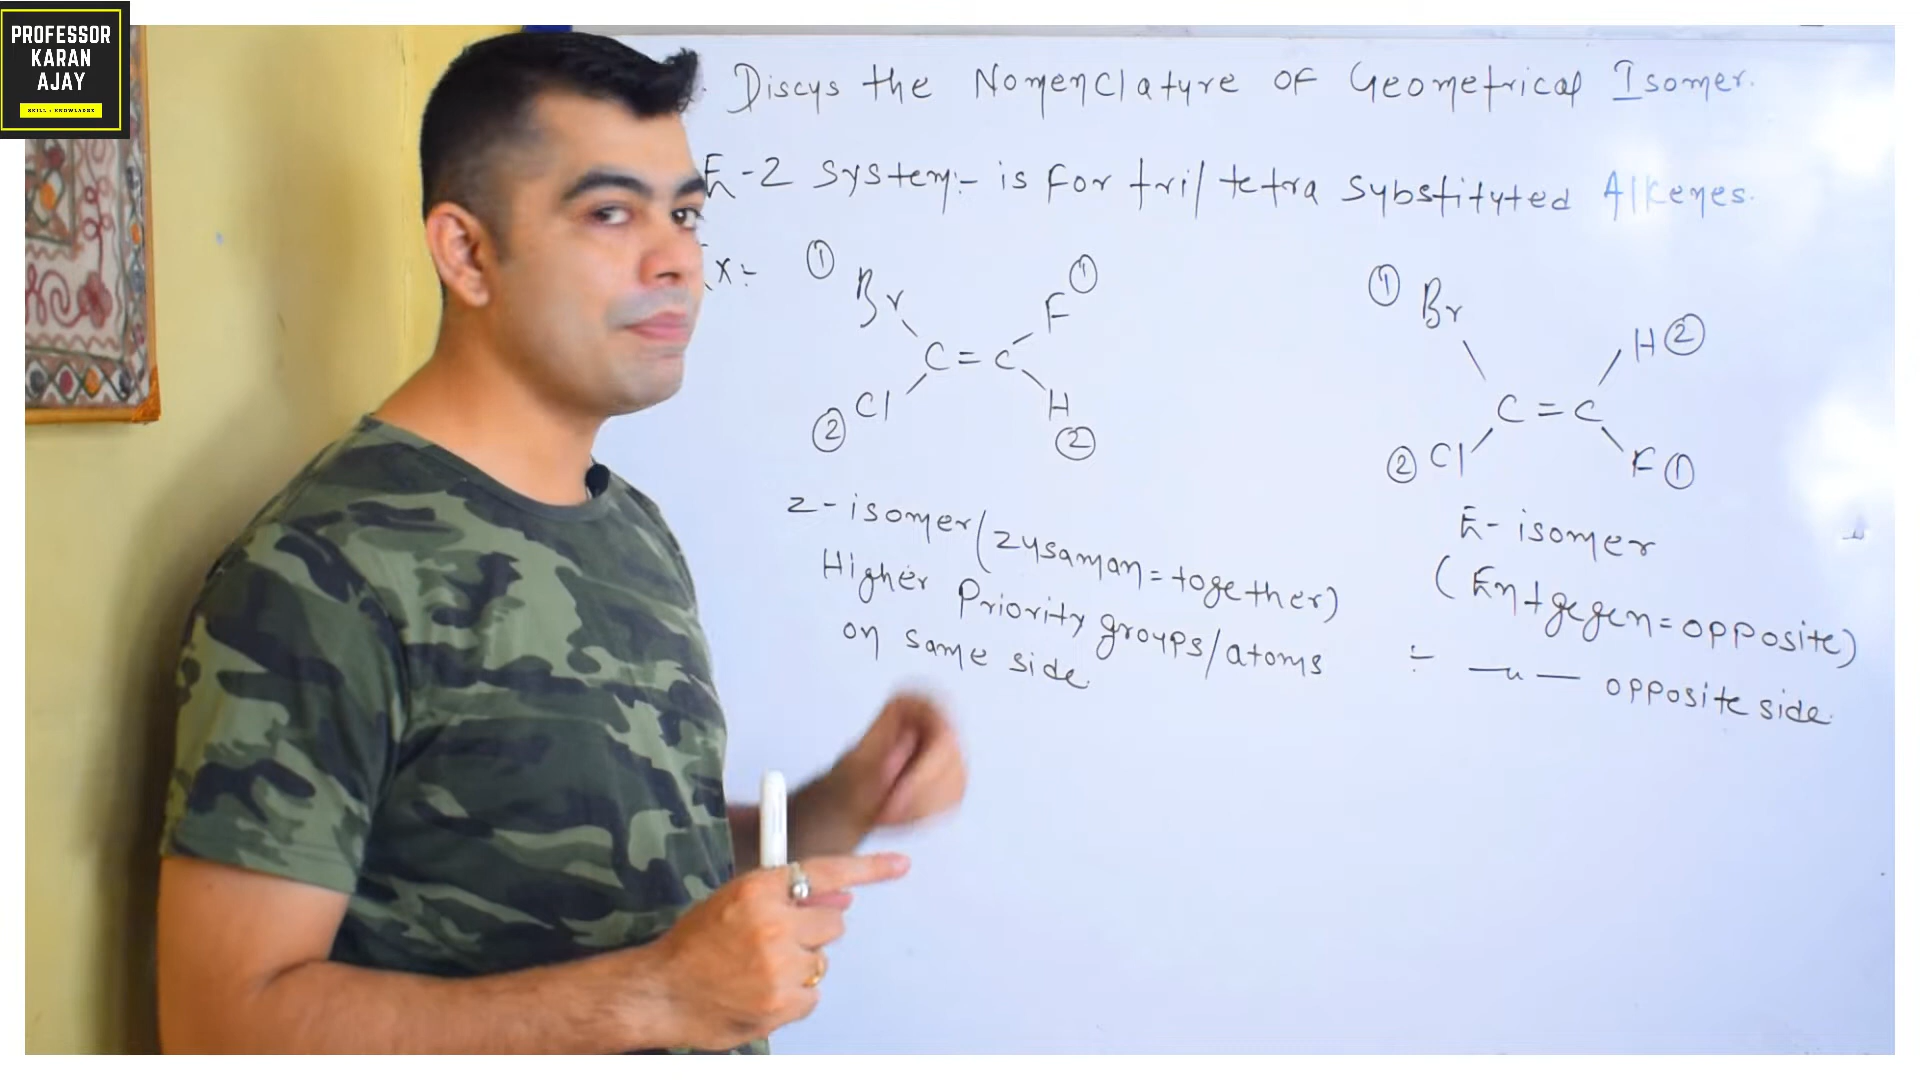 PROFESSOR
KARAN
AJAY
SKILL + KNOWLEDGE
Discus the Nomenclature OF Geometrical Isomer.
E-Z System:- is For tri/tetra Substituted Alkenes.
Ex:-
① Br
F ①
C = C
② Cl
H ②
Z-isomer (Zusaman = together)
Higher Priority groups/atoms
on same side.
① Br
H ②
C = C
② Cl
F ①
E-isomer
(Entgegen = opposite)
:- —〃— opposite side.